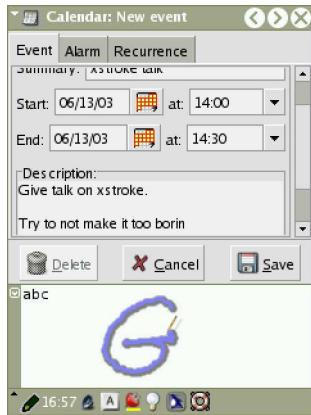 Calendar: New event
Event Alarm Recurrence
Summary: xstroke talk
Start: 06/13/03 at: 14:00
End: 06/13/03 at: 14:30
Description:
Give talk on xstroke.
Try to not make it too borin
Delete Cancel Save
abc
G
16:57 A